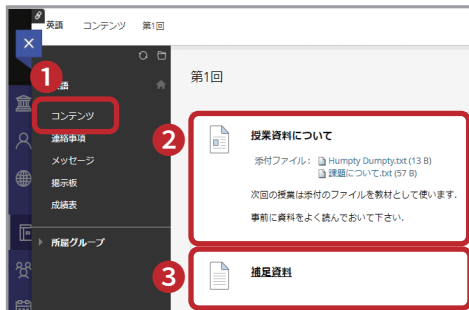 英語 コンテンツ 第1回
1
英語
コンテンツ
連絡事項
メッセージ
掲示板
成績表
所属グループ
第1回
2
授業資料について
添付ファイル: Humpty Dumpty.txt (13 B)
課題について.txt (57 B)
次回の授業は添付のファイルを教材として使います.
事前に資料をよく読んでおいて下さい.
3
補足資料